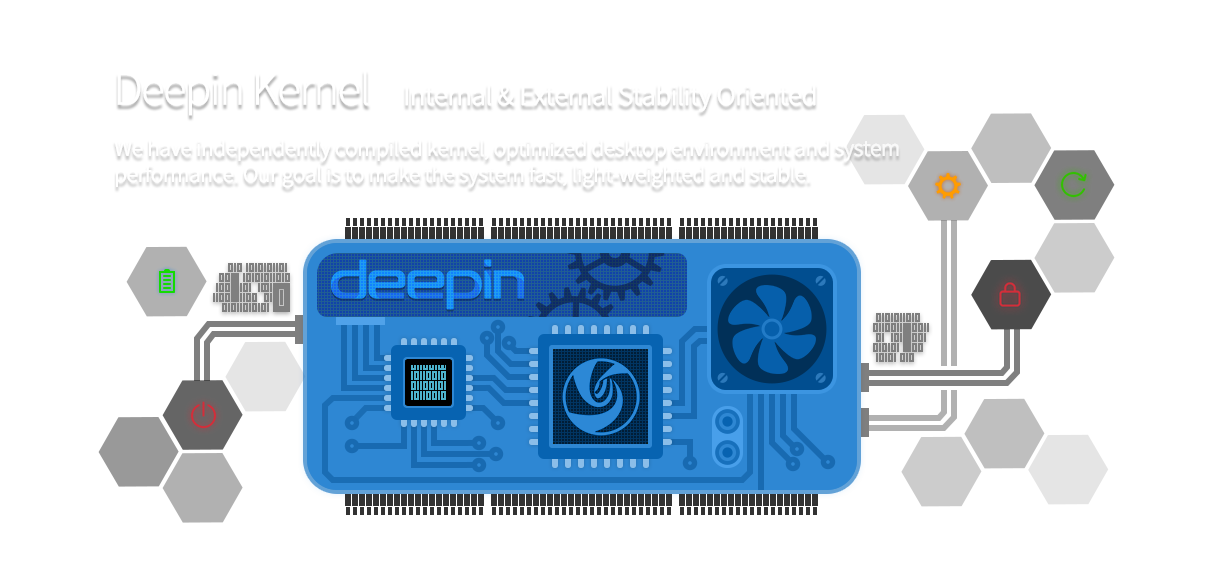 Deepin Kernel Internal & External Stability Oriented
We have independently compiled kernel, optimized desktop environment and system
performance. Our goal is to make the system fast, light-weighted and stable.
deepin